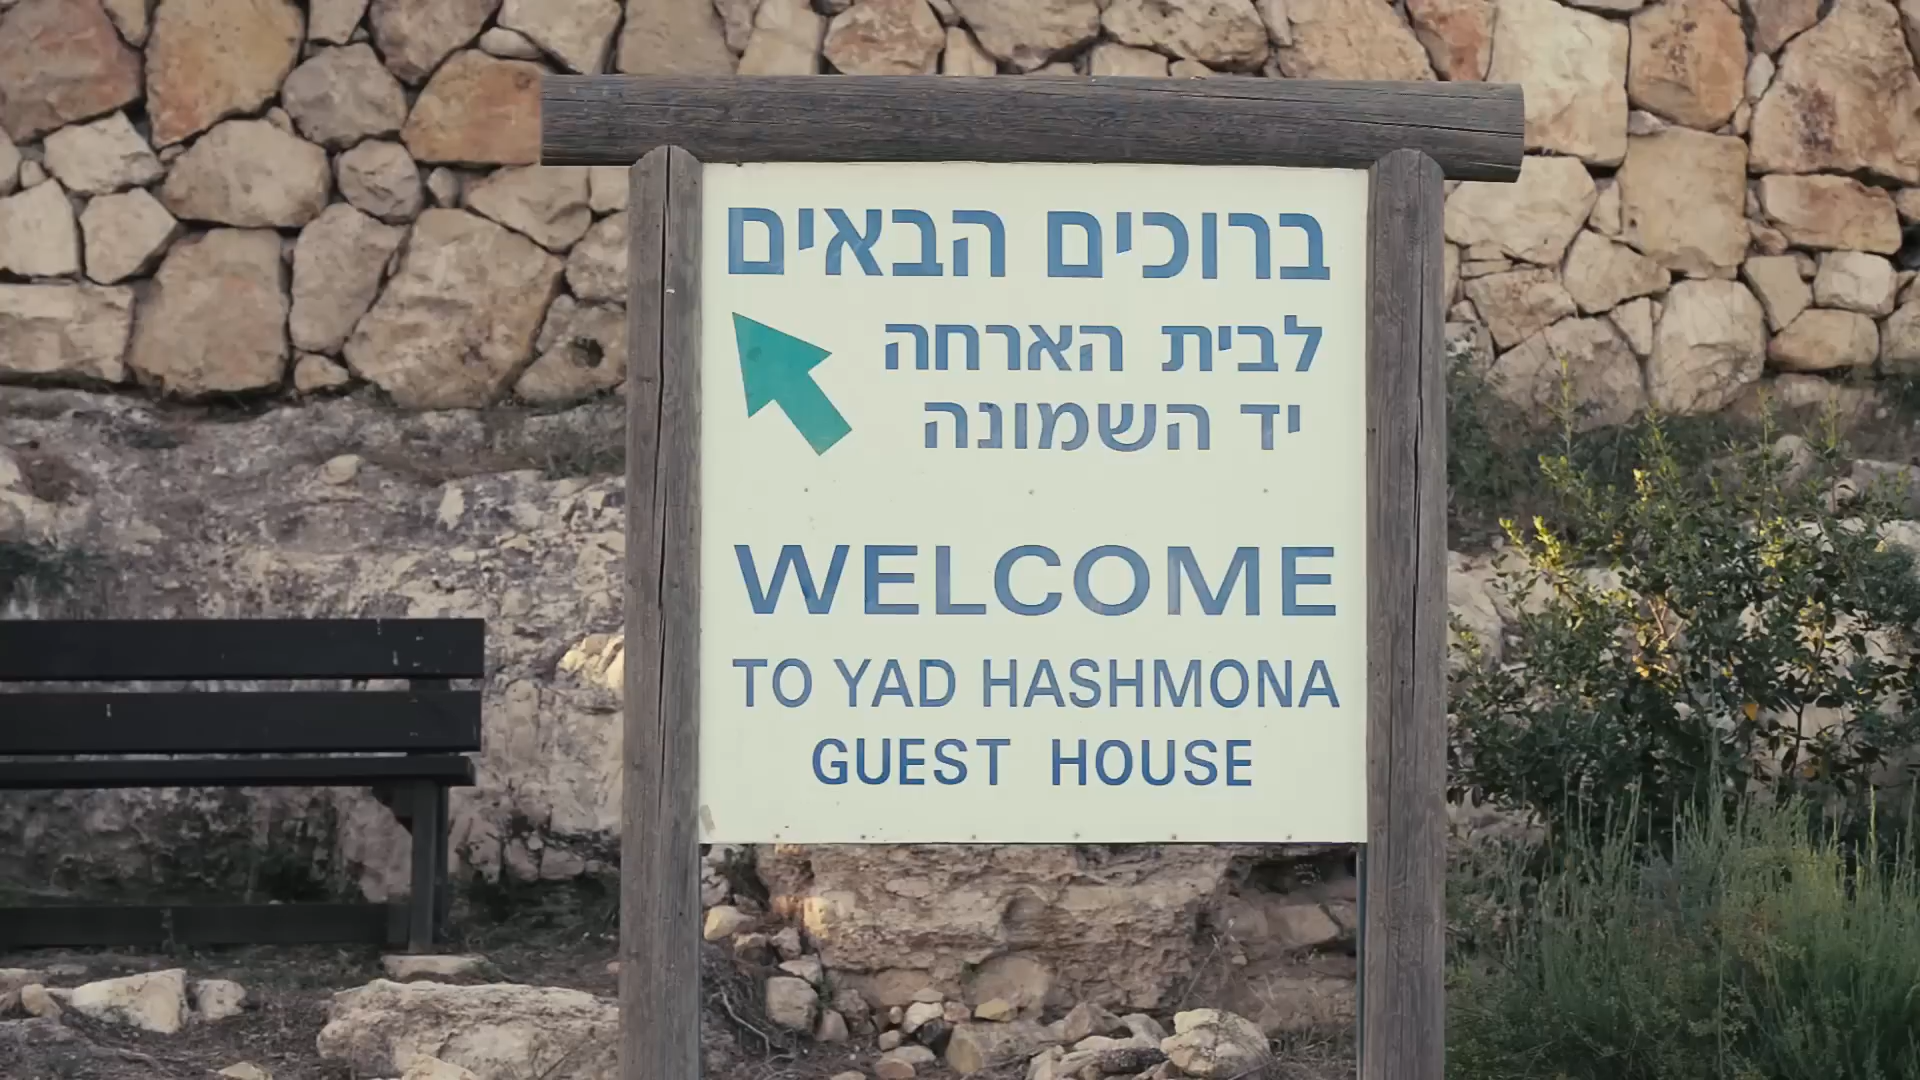 ברוכים הבאים
לבית הארחה
יד השמונה
WELCOME
TO YAD HASHMONA
GUEST HOUSE